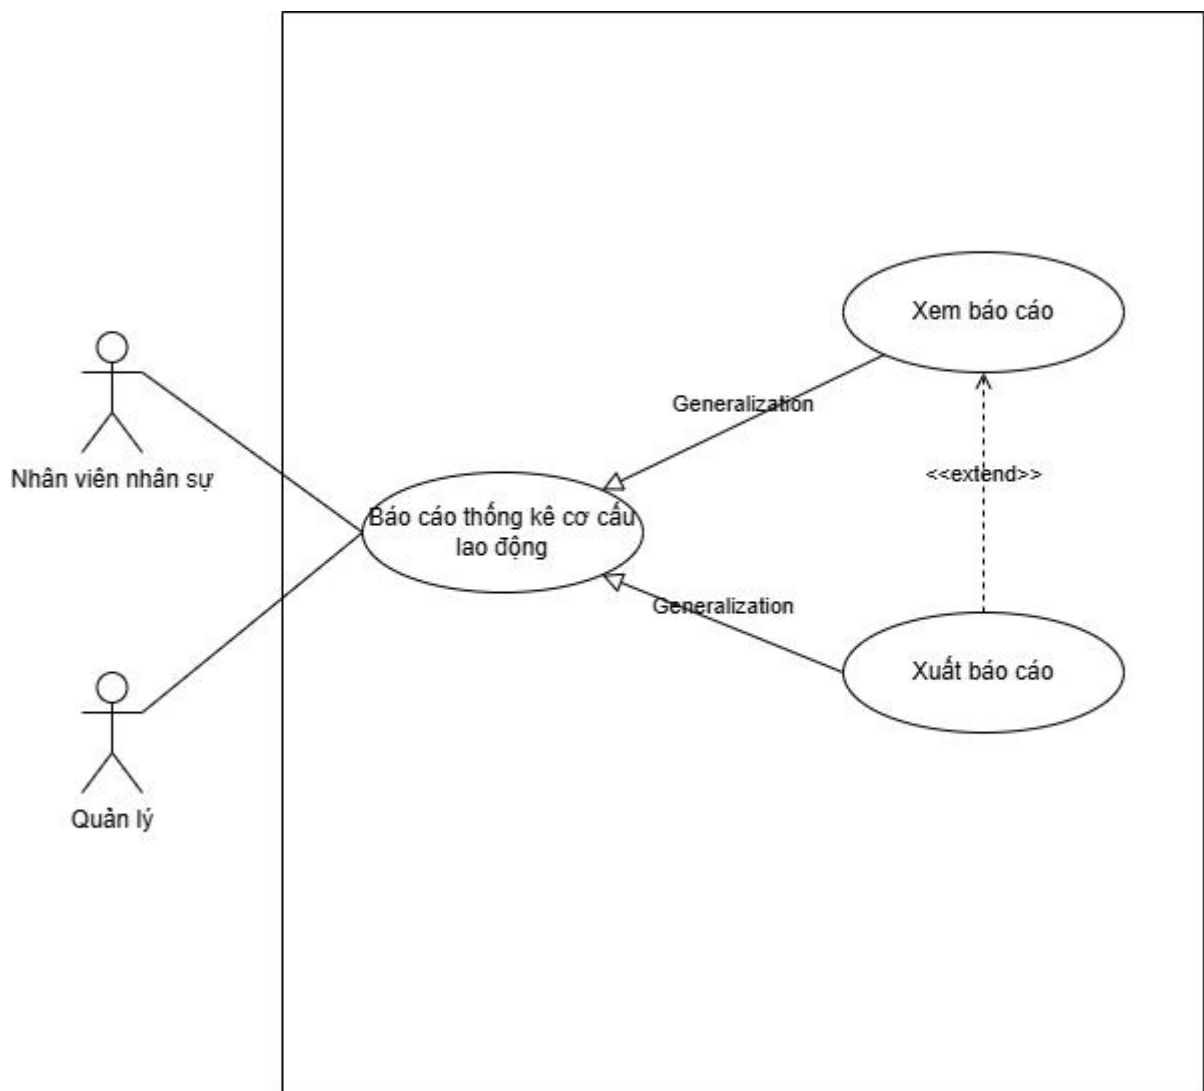 Xem báo cáo
Generalization
Nhân viên nhân sự
<<extend>>
Báo cáo thống kê cơ cấu
lao động
Generalization
Xuất báo cáo
Quản lý